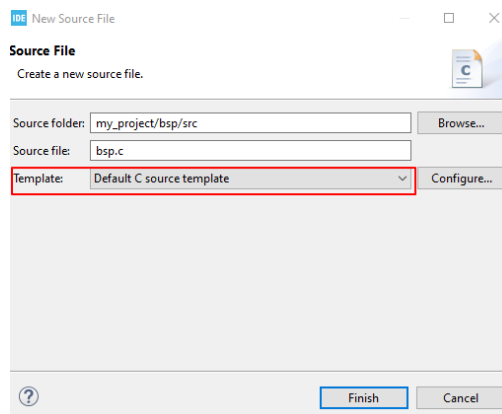 IDE New Source File
Source File
Create a new source file.
C
Source folder: my_project/bsp/src Browse...
Source file: bsp.c
Template: Default C source template Configure...
? Finish Cancel